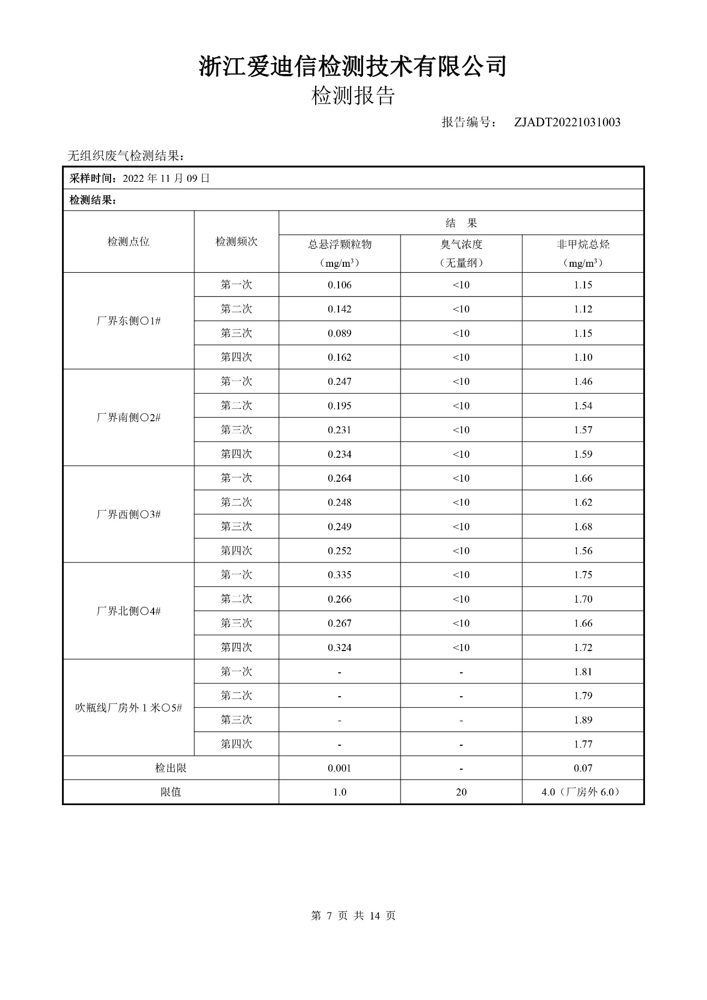 浙江爱迪信检测技术有限公司
检测报告
报告编号： ZJADT20221031003
无组织废气检测结果：
采样时间：2022 年 11 月 09 日
检测结果：
检测点位 检测频次 结 果
总悬浮颗粒物（mg/m³） 臭气浓度（无量纲） 非甲烷总烃（mg/m³）
厂界东侧〇1#
第一次 0.106 <10 1.15
第二次 0.142 <10 1.12
第三次 0.089 <10 1.15
第四次 0.162 <10 1.10
厂界南侧〇2#
第一次 0.247 <10 1.46
第二次 0.195 <10 1.54
第三次 0.231 <10 1.57
第四次 0.234 <10 1.59
厂界西侧〇3#
第一次 0.264 <10 1.66
第二次 0.248 <10 1.62
第三次 0.249 <10 1.68
第四次 0.252 <10 1.56
厂界北侧〇4#
第一次 0.335 <10 1.75
第二次 0.266 <10 1.70
第三次 0.267 <10 1.66
第四次 0.324 <10 1.72
吹瓶线厂房外 1 米〇5#
第一次 - - 1.81
第二次 - - 1.79
第三次 - - 1.89
第四次 - - 1.77
检出限 0.001 - 0.07
限值 1.0 20 4.0（厂房外 6.0）
第 7 页 共 14 页